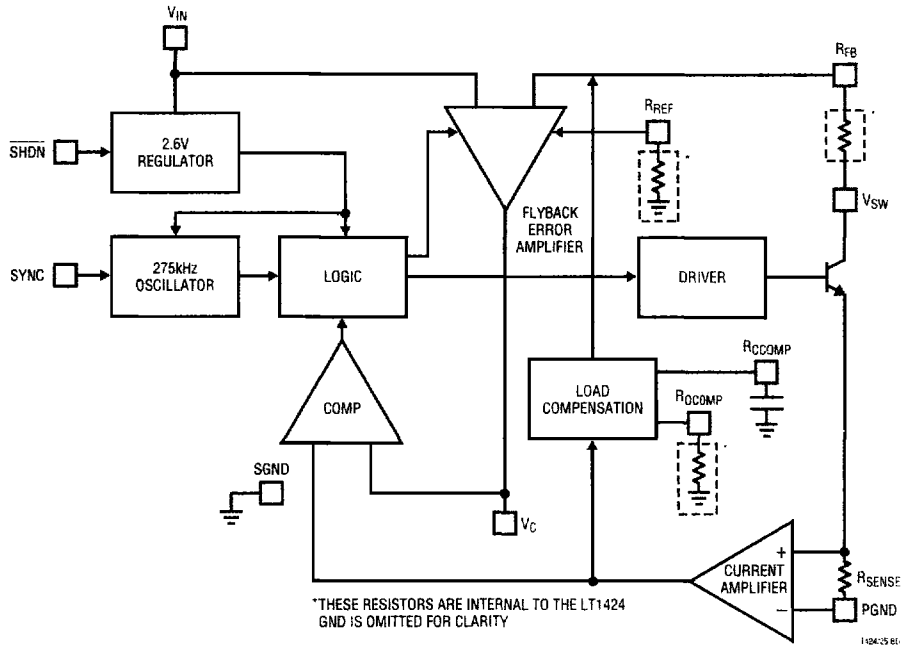 VIN
RFB
RREF
SHDN
2.6V
REGULATOR
*
*
VSW
FLYBACK
ERROR
AMPLIFIER
SYNC
275kHz
OSCILLATOR
LOGIC
DRIVER
RCCOMP
COMP
LOAD
COMPENSATION
ROCOMP
*
SGND
VC
+
CURRENT
AMPLIFIER
−
RSENSE
PGND
*THESE RESISTORS ARE INTERNAL TO THE LT1424
GND IS OMITTED FOR CLARITY